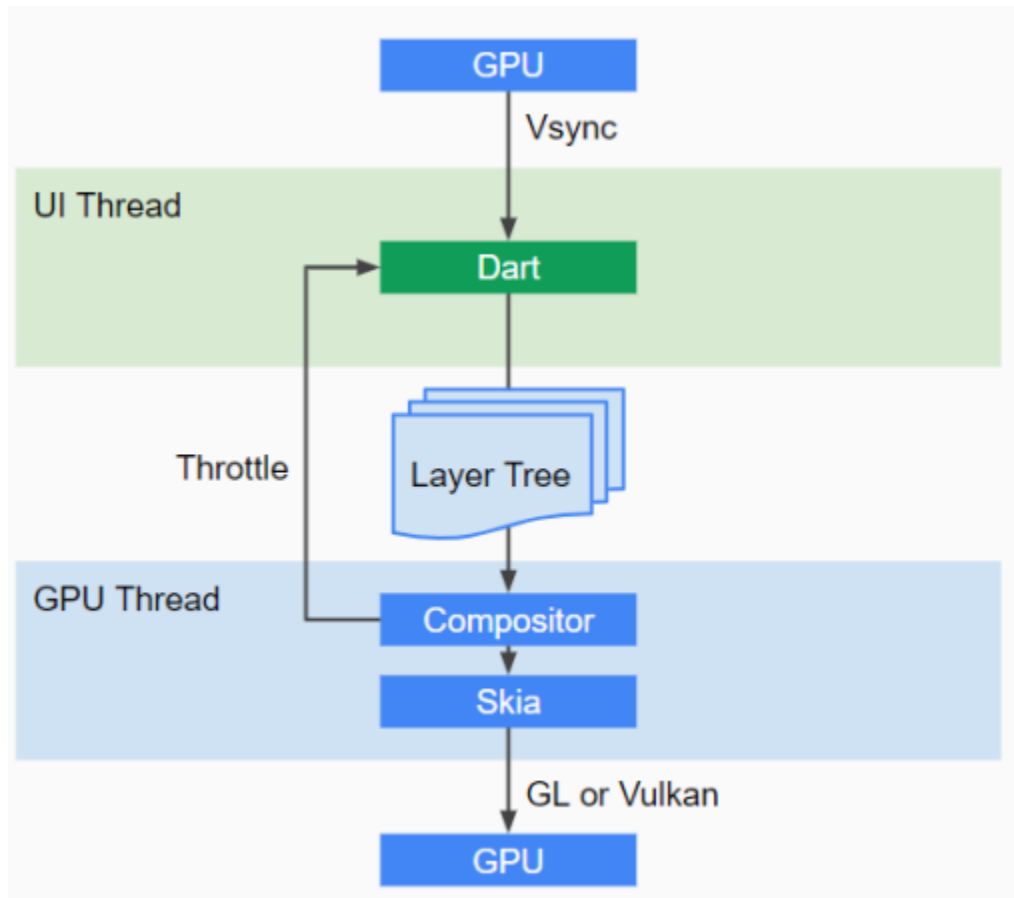 GPU
Vsync
UI Thread
Dart
Throttle
Layer Tree
GPU Thread
Compositor
Skia
GL or Vulkan
GPU